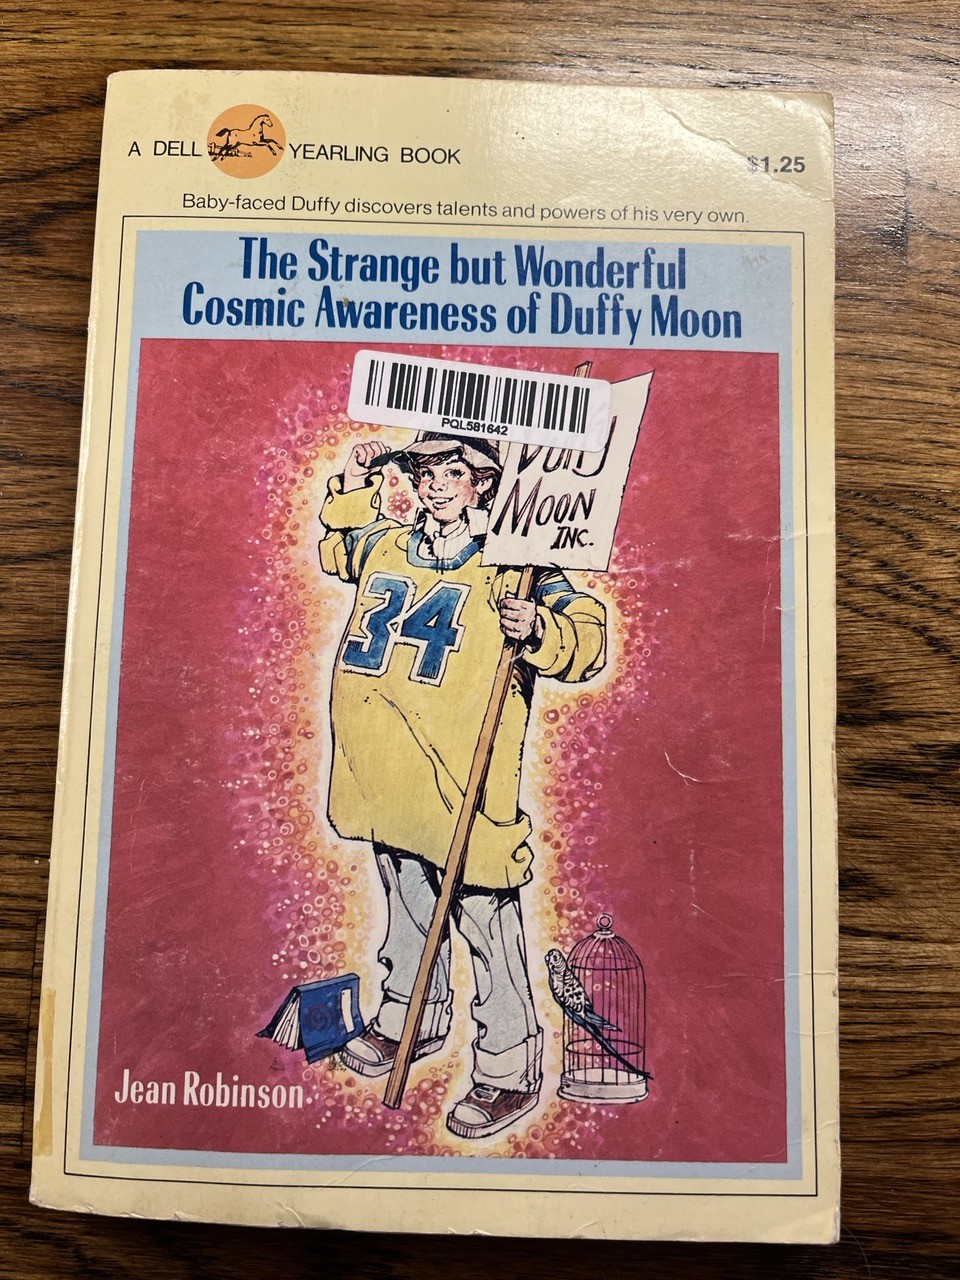 A DELL YEARLING BOOK
$1.25
Baby-faced Duffy discovers talents and powers of his very own.
The Strange but Wonderful
Cosmic Awareness of Duffy Moon
PQL581642
MOON
INC.
34
Jean Robinson